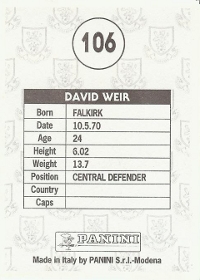 106
DAVID WEIR
Born FALKIRK
Date 10.5.70
Age 24
Height 6.02
Weight 13.7
Position CENTRAL DEFENDER
Country
Caps
PANINI
Made in Italy by PANINI S.r.l.-Modena